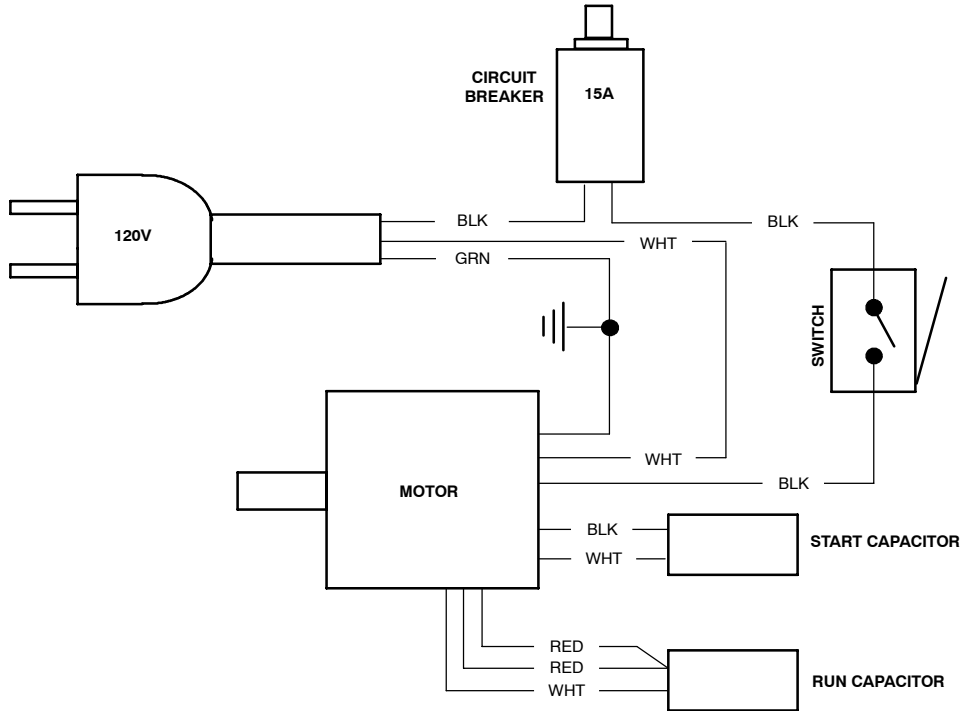 CIRCUIT
BREAKER
15A
120V
BLK
BLK
WHT
GRN
SWITCH
WHT
MOTOR
BLK
BLK
START CAPACITOR
WHT
RED
RED
RUN CAPACITOR
WHT